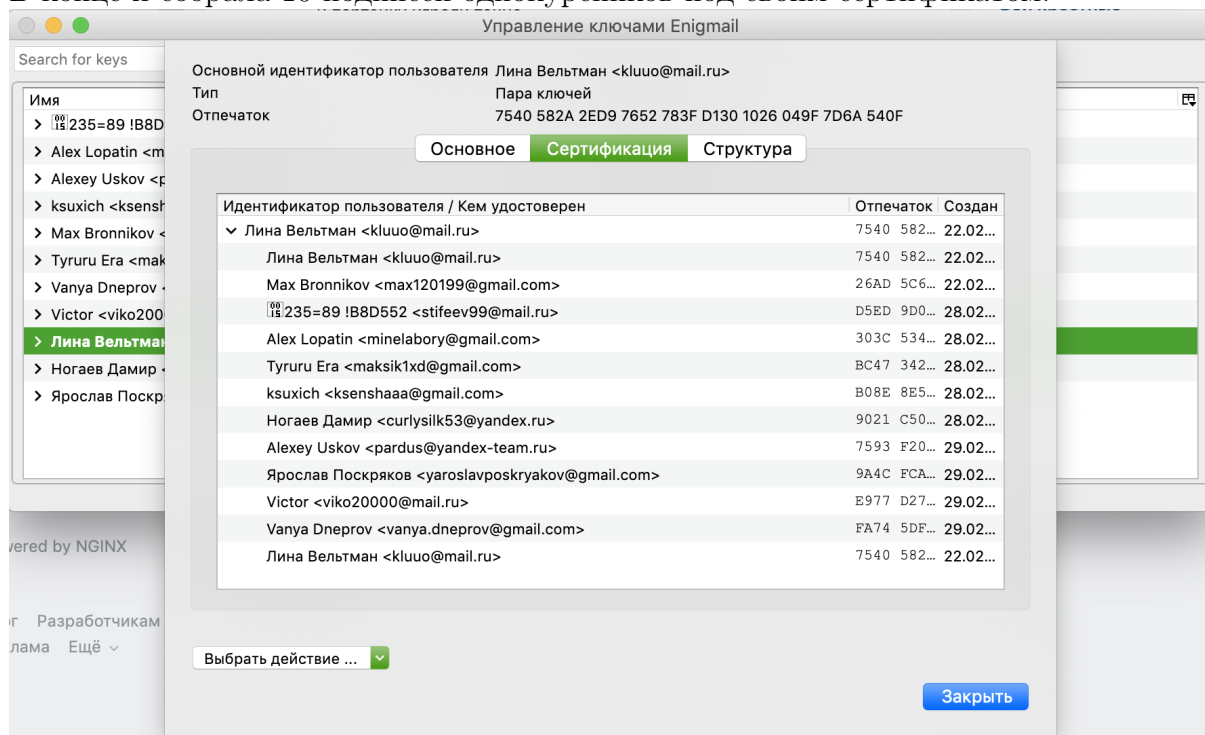 В конце я собрала 10 подписей однокурсников под своим сертификатом.
Управление ключами Enigmail
Search for keys
Имя
235=89 !B8D
Alex Lopatin <m
Alexey Uskov <p
ksuxich <ksensh
Max Bronnikov <
Tyruru Era <mak
Vanya Dneprov
Victor <viko200
Лина Вельтман
Ногаев Дамир
Ярослав Поскр
Основной идентификатор пользователя Лина Вельтман <kluuo@mail.ru>
Тип Пара ключей
Отпечаток 7540 582A 2ED9 7652 783F D130 1026 049F 7D6A 540F
Основное Сертификация Структура
Идентификатор пользователя / Кем удостоверен Отпечаток Создан
Лина Вельтман <kluuo@mail.ru> 7540 582… 22.02…
Лина Вельтман <kluuo@mail.ru> 7540 582… 22.02…
Max Bronnikov <max120199@gmail.com> 26AD 5C6… 22.02…
235=89 !B8D552 <stifeev99@mail.ru> D5ED 9D0… 28.02…
Alex Lopatin <minelabory@gmail.com> 303C 534… 28.02…
Tyruru Era <maksik1xd@gmail.com> BC47 342… 28.02…
ksuxich <ksenshaaa@gmail.com> B08E 8E5… 28.02…
Ногаев Дамир <curlysilk53@yandex.ru> 9021 C50… 28.02…
Alexey Uskov <pardus@yandex-team.ru> 7593 F20… 29.02…
Ярослав Поскряков <yaroslavposkryakov@gmail.com> 9A4C FCA… 29.02…
Victor <viko20000@mail.ru> E977 D27… 29.02…
Vanya Dneprov <vanya.dneprov@gmail.com> FA74 5DF… 29.02…
Лина Вельтман <kluuo@mail.ru> 7540 582… 22.02…
wered by NGINX
г Разработчикам
лама Ещё
Выбрать действие ...
Закрыть